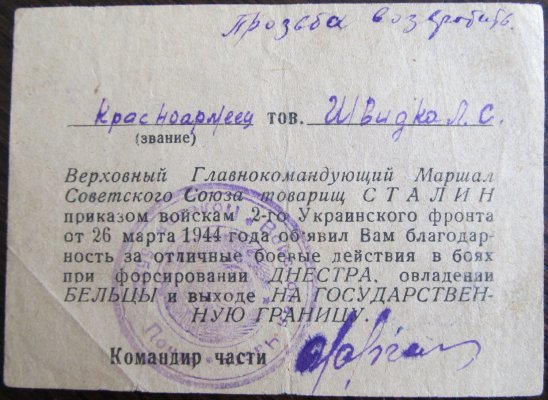 Прозьба возвротить.
Красноармеец тов. Швидко Л. С.
(звание)
Верховный Главнокомандующий Маршал
Советского Союза товарищ СТАЛИН
приказом войскам 2-го Украинского фронта
от 26 марта 1944 года объявил Вам благодар-
ность за отличные боевые действия в боях
при форсировании ДНЕСТРА, овладении
БЕЛЬЦЫ и выходе НА ГОСУДАРСТВЕН-
НУЮ ГРАНИЦУ.
Командир части